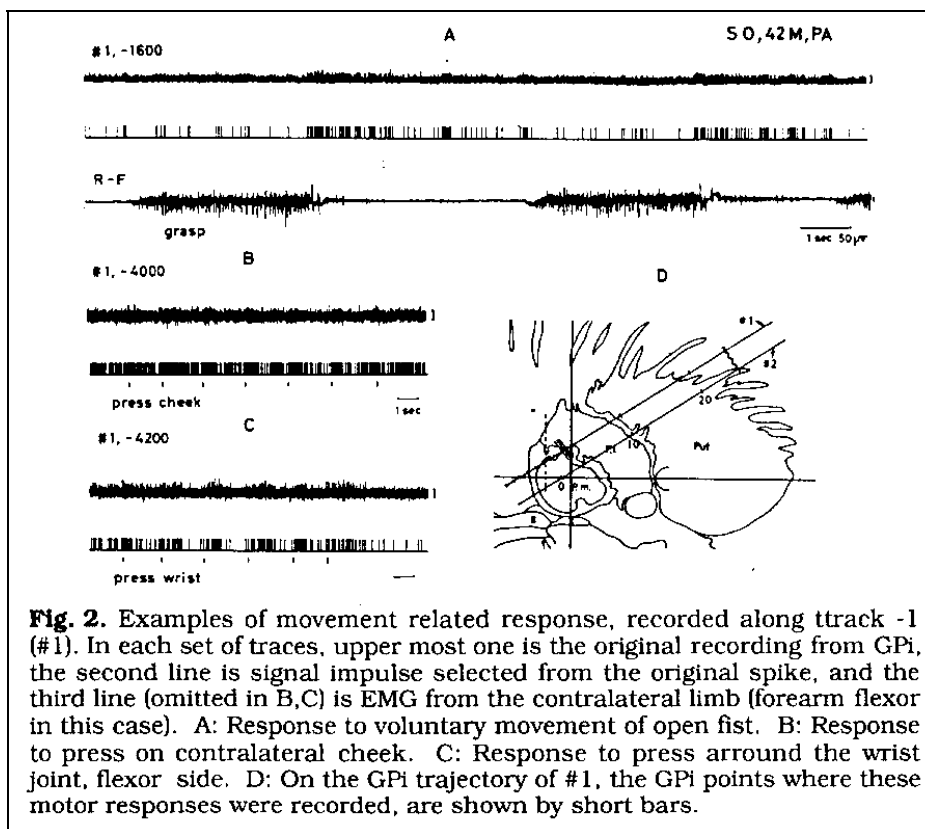 A
SO,42M,PA
#1, -1600
R-F
grasp
1sec 50µv
B
#1, -4000
press cheek
1sec
C
#1, -4200
press wrist
D
#1
#2
20
10
Put
0
P.m.
Fig. 2. Examples of movement related response, recorded along ttrack -1
(#1). In each set of traces, upper most one is the original recording from GPi,
the second line is signal impulse selected from the original spike, and the
third line (omitted in B,C) is EMG from the contralateral limb (forearm flexor
in this case). A: Response to voluntary movement of open fist. B: Response
to press on contralateral cheek. C: Response to press arround the wrist
joint, flexor side. D: On the GPi trajectory of #1, the GPi points where these
motor responses were recorded, are shown by short bars.